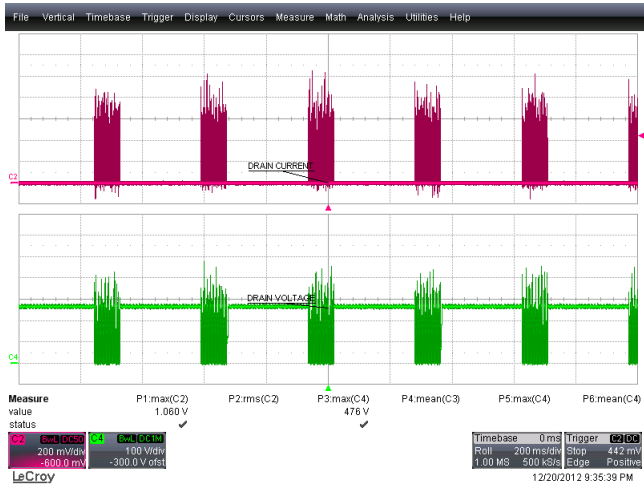 File Vertical Timebase Trigger Display Cursors Measure Math Analysis Utilities Help
DRAIN CURRENT
C2
DRAIN VOLTAGE
C4
Measure P1:max(C2) P2:rms(C2) P3:max(C4) P4:mean(C3) P5:max(C4) P6:mean(C4)
value 1.060 V 476 V
status
C2 BwL DC50 C4 BwL DC1M Timebase 0 ms Trigger C2 DC
200 mV/div 100 V/div Roll 200 ms/div Stop 442 mV
-600.0 mV -300.0 V ofst 1.00 MS 500 kS/s Edge Positive
LeCroy 12/20/2012 9:35:39 PM